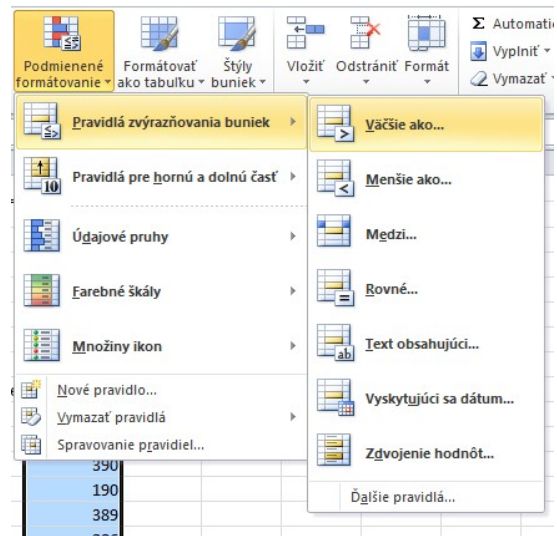 Podmienené
formátovanie
Formátovať
ako tabuľku
Štýly
buniek
Vložiť
Odstrániť
Formát
Σ
Vyplniť
Vymazať
Pravidlá zvýrazňovania buniek
Pravidlá pre hornú a dolnú časť
10
Údajové pruhy
Farebné škály
Množiny ikon
Nové pravidlo...
Vymazať pravidlá
Spravovanie pravidiel...
Väčšie ako...
Menšie ako...
Medzi...
Rovné...
Text obsahujúci...
ab
Vyskytujúci sa dátum...
Zdvojenie hodnôt...
Ďalšie pravidlá...
390
190
389